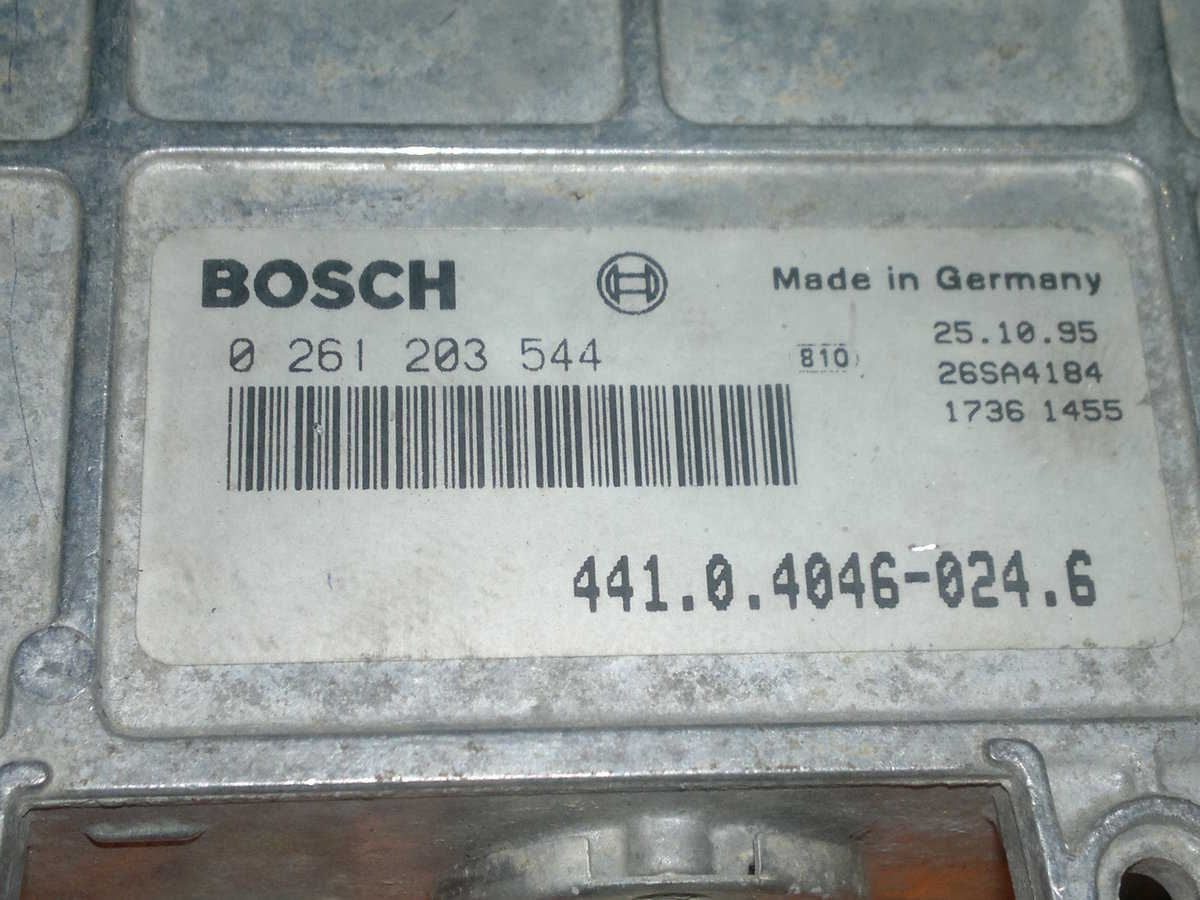 BOSCH
Made in Germany
0 261 203 544
810
25.10.95
26SA4184
1736 1455
441.0.4046-024.6